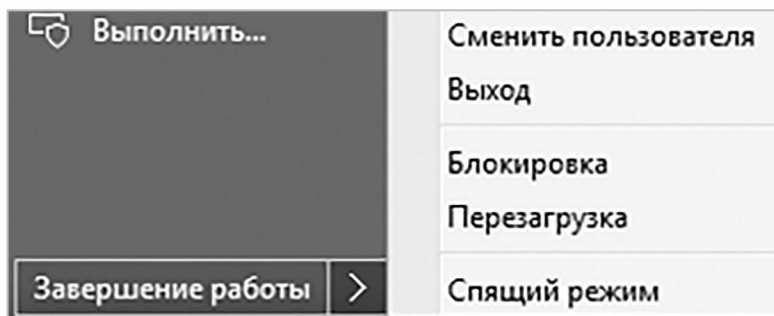 Выполнить...
Завершение работы
Сменить пользователя
Выход
Блокировка
Перезагрузка
Спящий режим